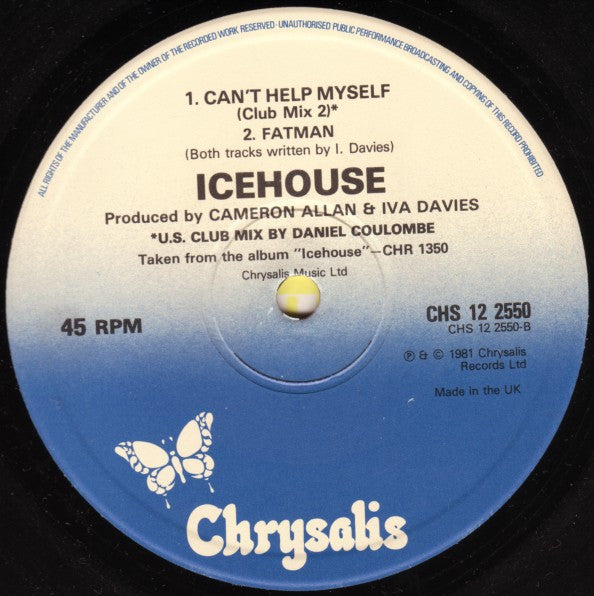 ALL RIGHTS OF THE MANUFACTURER AND OF THE OWNER OF THE RECORDED WORK RESERVED · UNAUTHORISED PUBLIC PERFORMANCE BROADCASTING AND COPYING OF THIS RECORD PROHIBITED
1. CAN'T HELP MYSELF
(Club Mix 2)*
2. FATMAN
(Both tracks written by I. Davies)
ICEHOUSE
Produced by CAMERON ALLAN & IVA DAVIES
*U.S. CLUB MIX BY DANIEL COULOMBE
Taken from the album "Icehouse"—CHR 1350
Chrysalis Music Ltd
45 RPM
CHS 12 2550
CHS 12 2550-B
℗ & © 1981 Chrysalis
Records Ltd
Made in the UK
Chrysalis